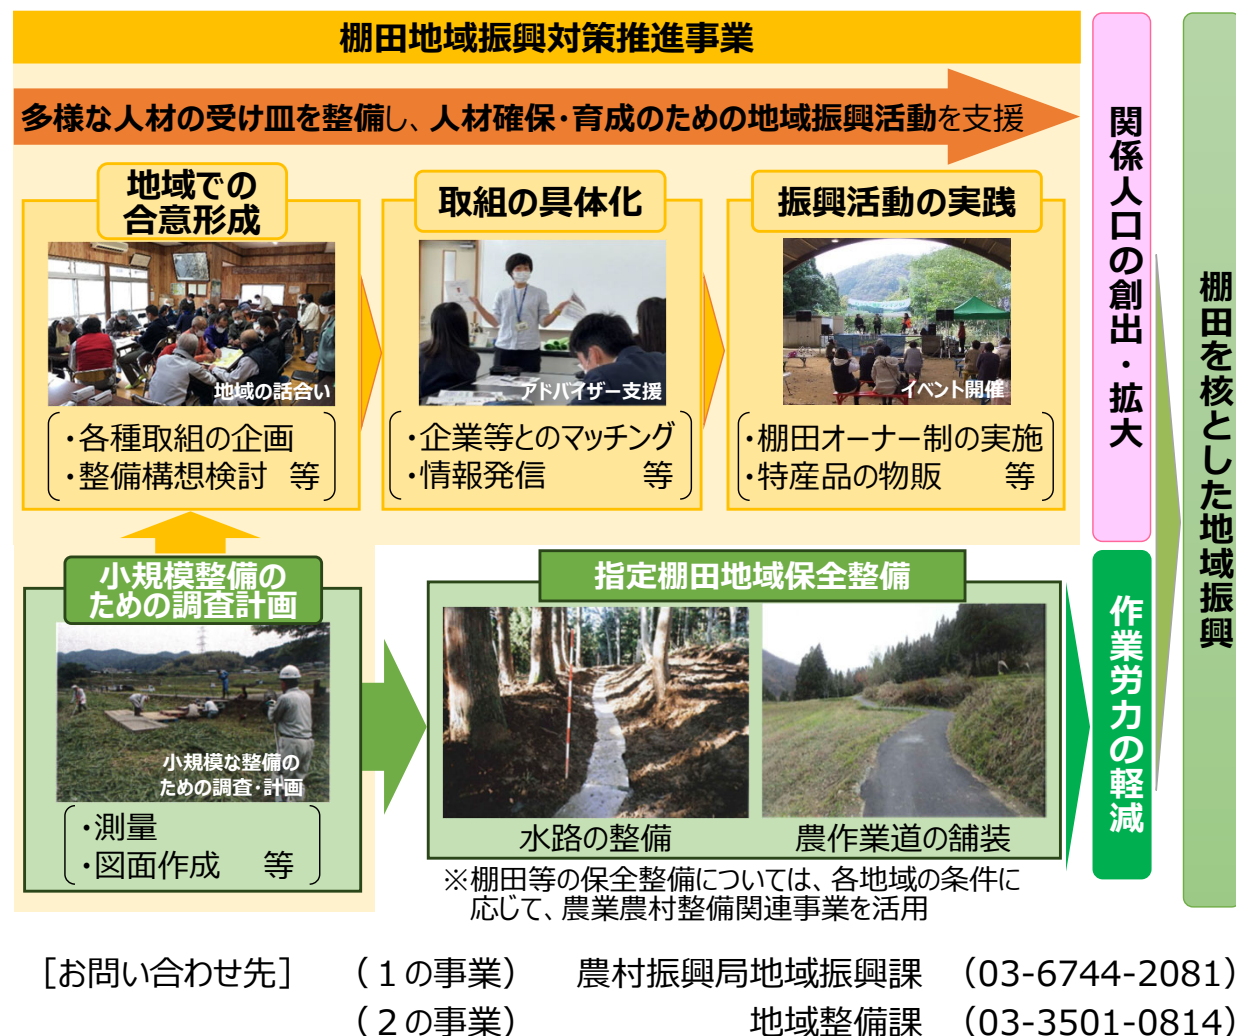 棚田地域振興対策推進事業
多様な人材の受け皿を整備し、人材確保・育成のための地域振興活動を支援
地域での
合意形成
地域の話合い
・各種取組の企画
・整備構想検討　等
取組の具体化
アドバイザー支援
・企業等とのマッチング
・情報発信　等
振興活動の実践
イベント開催
・棚田オーナー制の実施
・特産品の物販　等
小規模整備の
ための調査計画
小規模な整備の
ための調査・計画
・測量
・図面作成　等
指定棚田地域保全整備
水路の整備
農作業道の舗装
※棚田等の保全整備については、各地域の条件に
応じて、農業農村整備関連事業を活用
関係人口の創出・拡大
作業労力の軽減
棚田を核とした地域振興
［お問い合わせ先］　（１の事業）　農村振興局地域振興課　（03-6744-2081）
（２の事業）　地域整備課　（03-3501-0814）